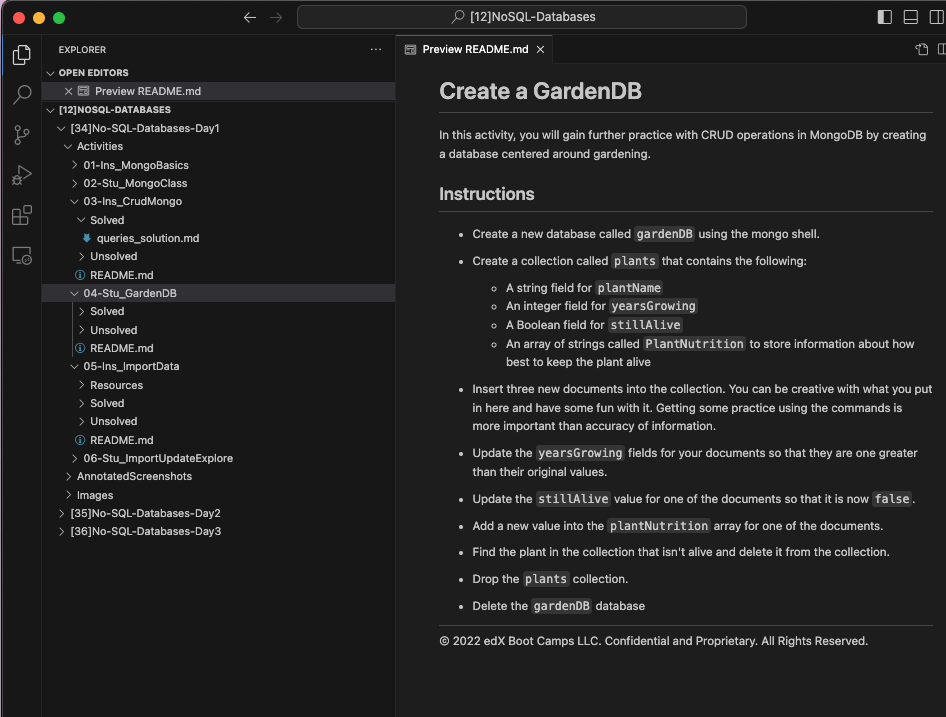 [12]NoSQL-Databases
EXPLORER
OPEN EDITORS
Preview README.md
[12]NOSQL-DATABASES
[34]No-SQL-Databases-Day1
Activities
01-Ins_MongoBasics
02-Stu_MongoClass
03-Ins_CrudMongo
Solved
queries_solution.md
Unsolved
README.md
04-Stu_GardenDB
Solved
Unsolved
README.md
05-Ins_ImportData
Resources
Solved
Unsolved
README.md
06-Stu_ImportUpdateExplore
AnnotatedScreenshots
Images
[35]No-SQL-Databases-Day2
[36]No-SQL-Databases-Day3
Preview README.md
Create a GardenDB
In this activity, you will gain further practice with CRUD operations in MongoDB by creating
a database centered around gardening.
Instructions
• Create a new database called gardenDB using the mongo shell.
• Create a collection called plants that contains the following:
○ A string field for plantName
○ An integer field for yearsGrowing
○ A Boolean field for stillAlive
○ An array of strings called PlantNutrition to store information about how
best to keep the plant alive
• Insert three new documents into the collection. You can be creative with what you put
in here and have some fun with it. Getting some practice using the commands is
more important than accuracy of information.
• Update the yearsGrowing fields for your documents so that they are one greater
than their original values.
• Update the stillAlive value for one of the documents so that it is now false.
• Add a new value into the plantNutrition array for one of the documents.
• Find the plant in the collection that isn't alive and delete it from the collection.
• Drop the plants collection.
• Delete the gardenDB database
© 2022 edX Boot Camps LLC. Confidential and Proprietary. All Rights Reserved.